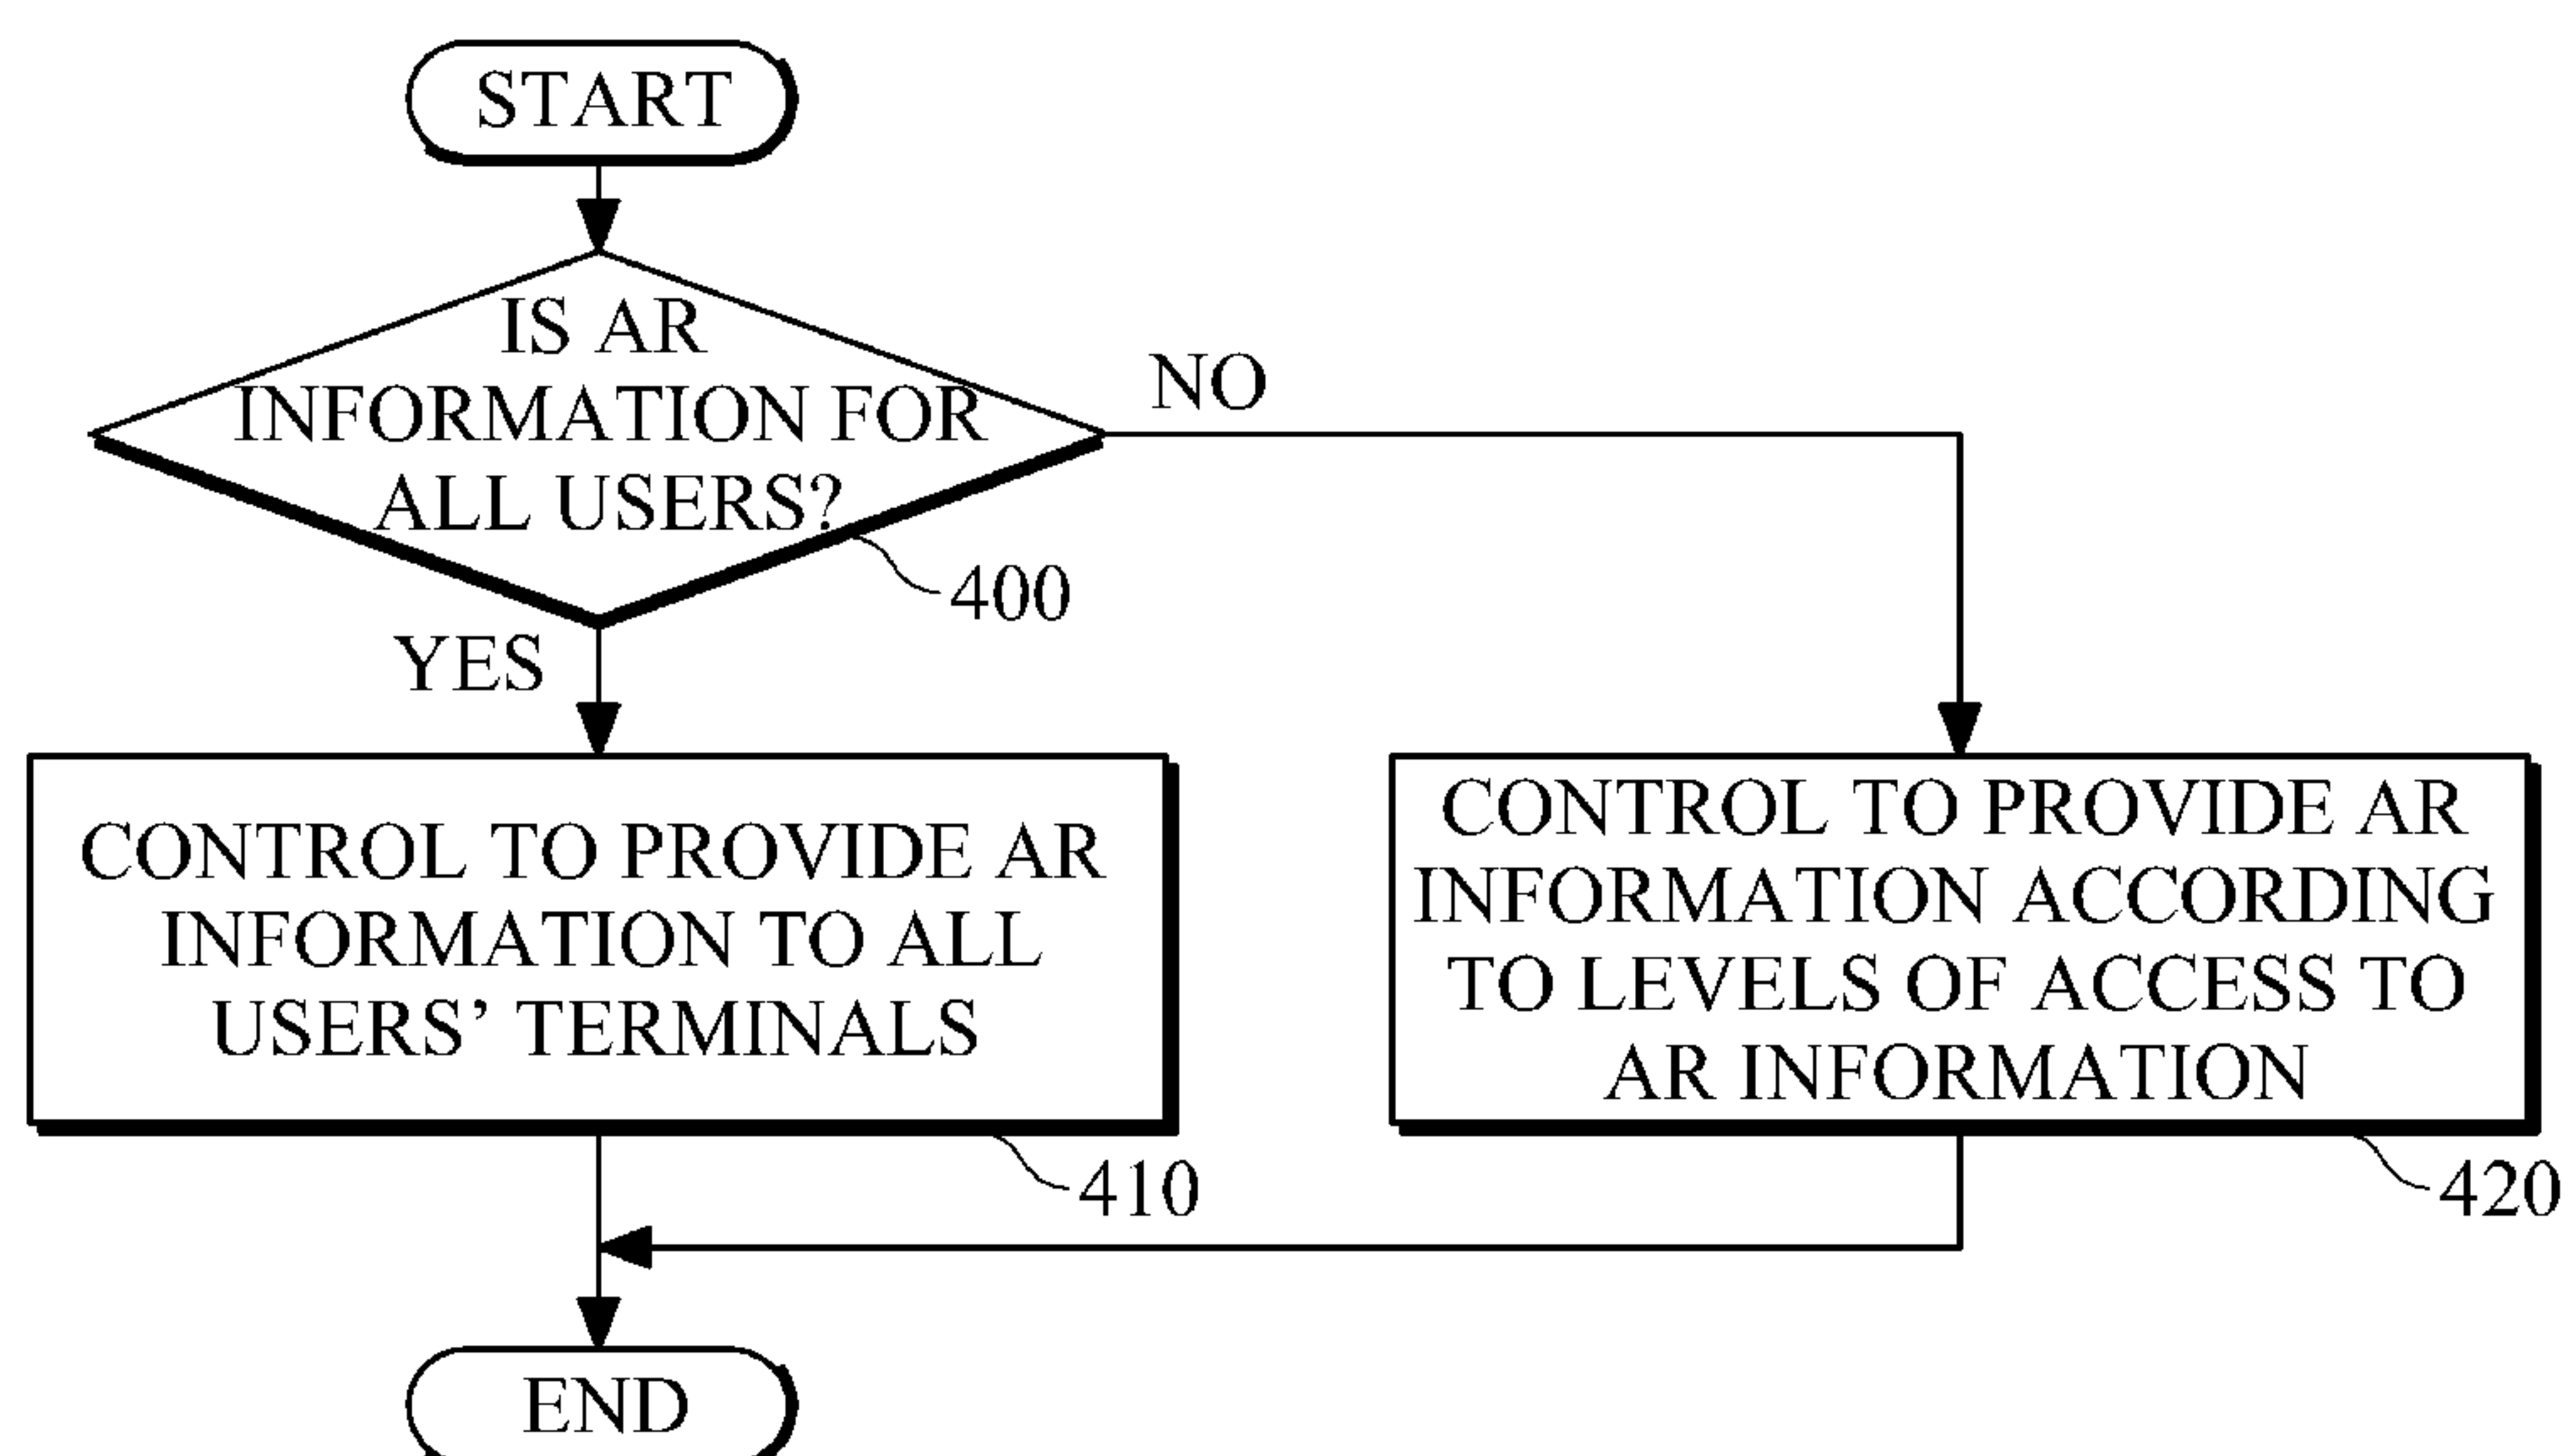 START
IS AR
INFORMATION FOR
ALL USERS?
NO
400
YES
CONTROL TO PROVIDE AR
INFORMATION TO ALL
USERS’ TERMINALS
410
CONTROL TO PROVIDE AR
INFORMATION ACCORDING
TO LEVELS OF ACCESS TO
AR INFORMATION
420
END